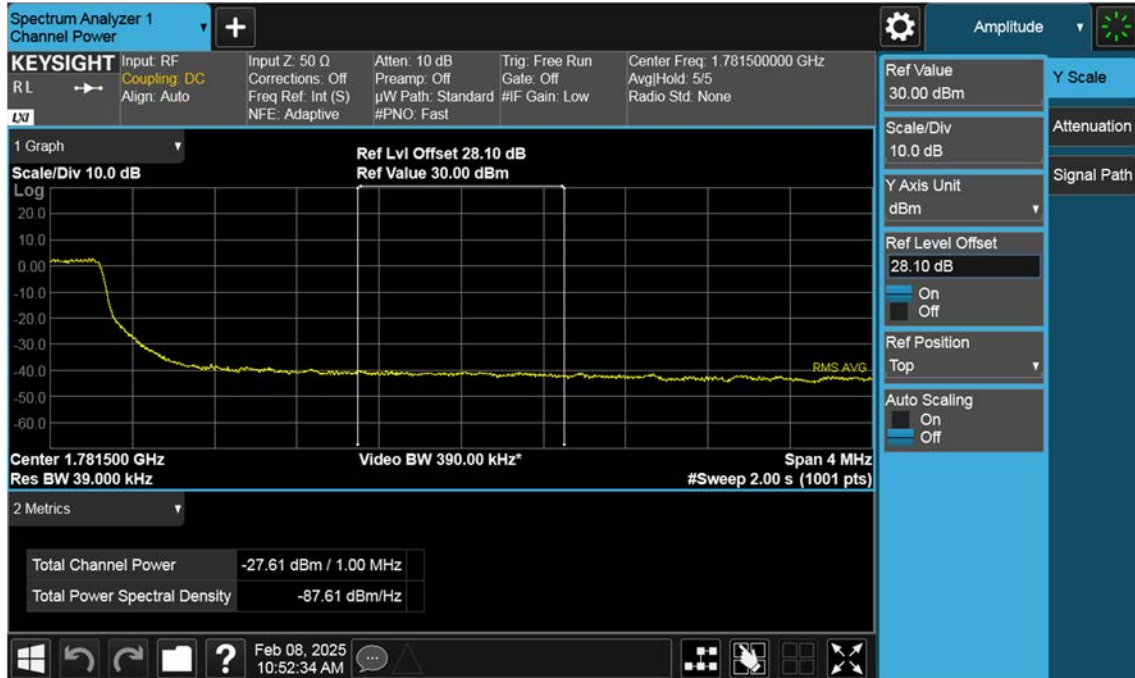 Spectrum Analyzer 1
Channel Power
+
Amplitude
KEYSIGHT
R L
LXI
Input: RF
Coupling: DC
Align: Auto
Input Z: 50 Ω
Corrections: Off
Freq Ref: Int (S)
NFE: Adaptive
Atten: 10 dB
Preamp: Off
µW Path: Standard
#PNO: Fast
Trig: Free Run
Gate: Off
#IF Gain: Low
Center Freq: 1.781500000 GHz
Avg|Hold: 5/5
Radio Std: None
1 Graph
Scale/Div 10.0 dB
Ref Lvl Offset 28.10 dB
Ref Value 30.00 dBm
Log
20.0
10.0
0.00
-10.0
-20.0
-30.0
-40.0
-50.0
-60.0
RMS AVG
Center 1.781500 GHz
Res BW 39.000 kHz
Video BW 390.00 kHz*
Span 4 MHz
#Sweep 2.00 s (1001 pts)
2 Metrics
Total Channel Power -27.61 dBm / 1.00 MHz
Total Power Spectral Density -87.61 dBm/Hz
?
Feb 08, 2025
10:52:34 AM
Ref Value
30.00 dBm
Scale/Div
10.0 dB
Y Axis Unit
dBm
Ref Level Offset
28.10 dB
On
Off
Ref Position
Top
Auto Scaling
On
Off
Y Scale
Attenuation
Signal Path